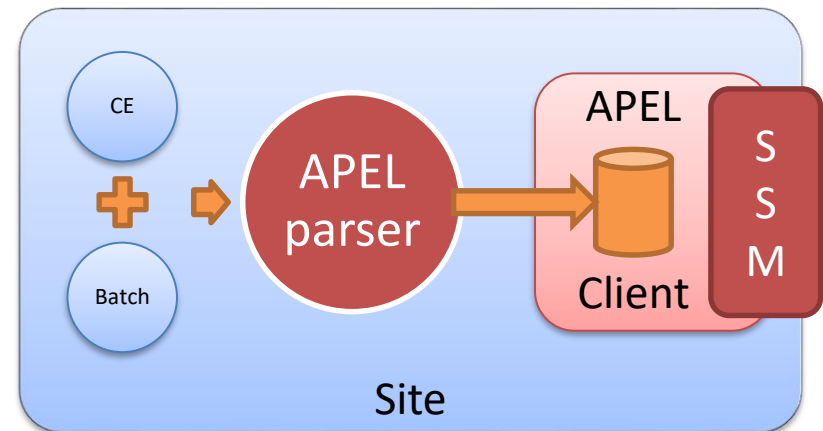 CE
Batch
APEL
parser
APEL
Client
S
S
M
Site